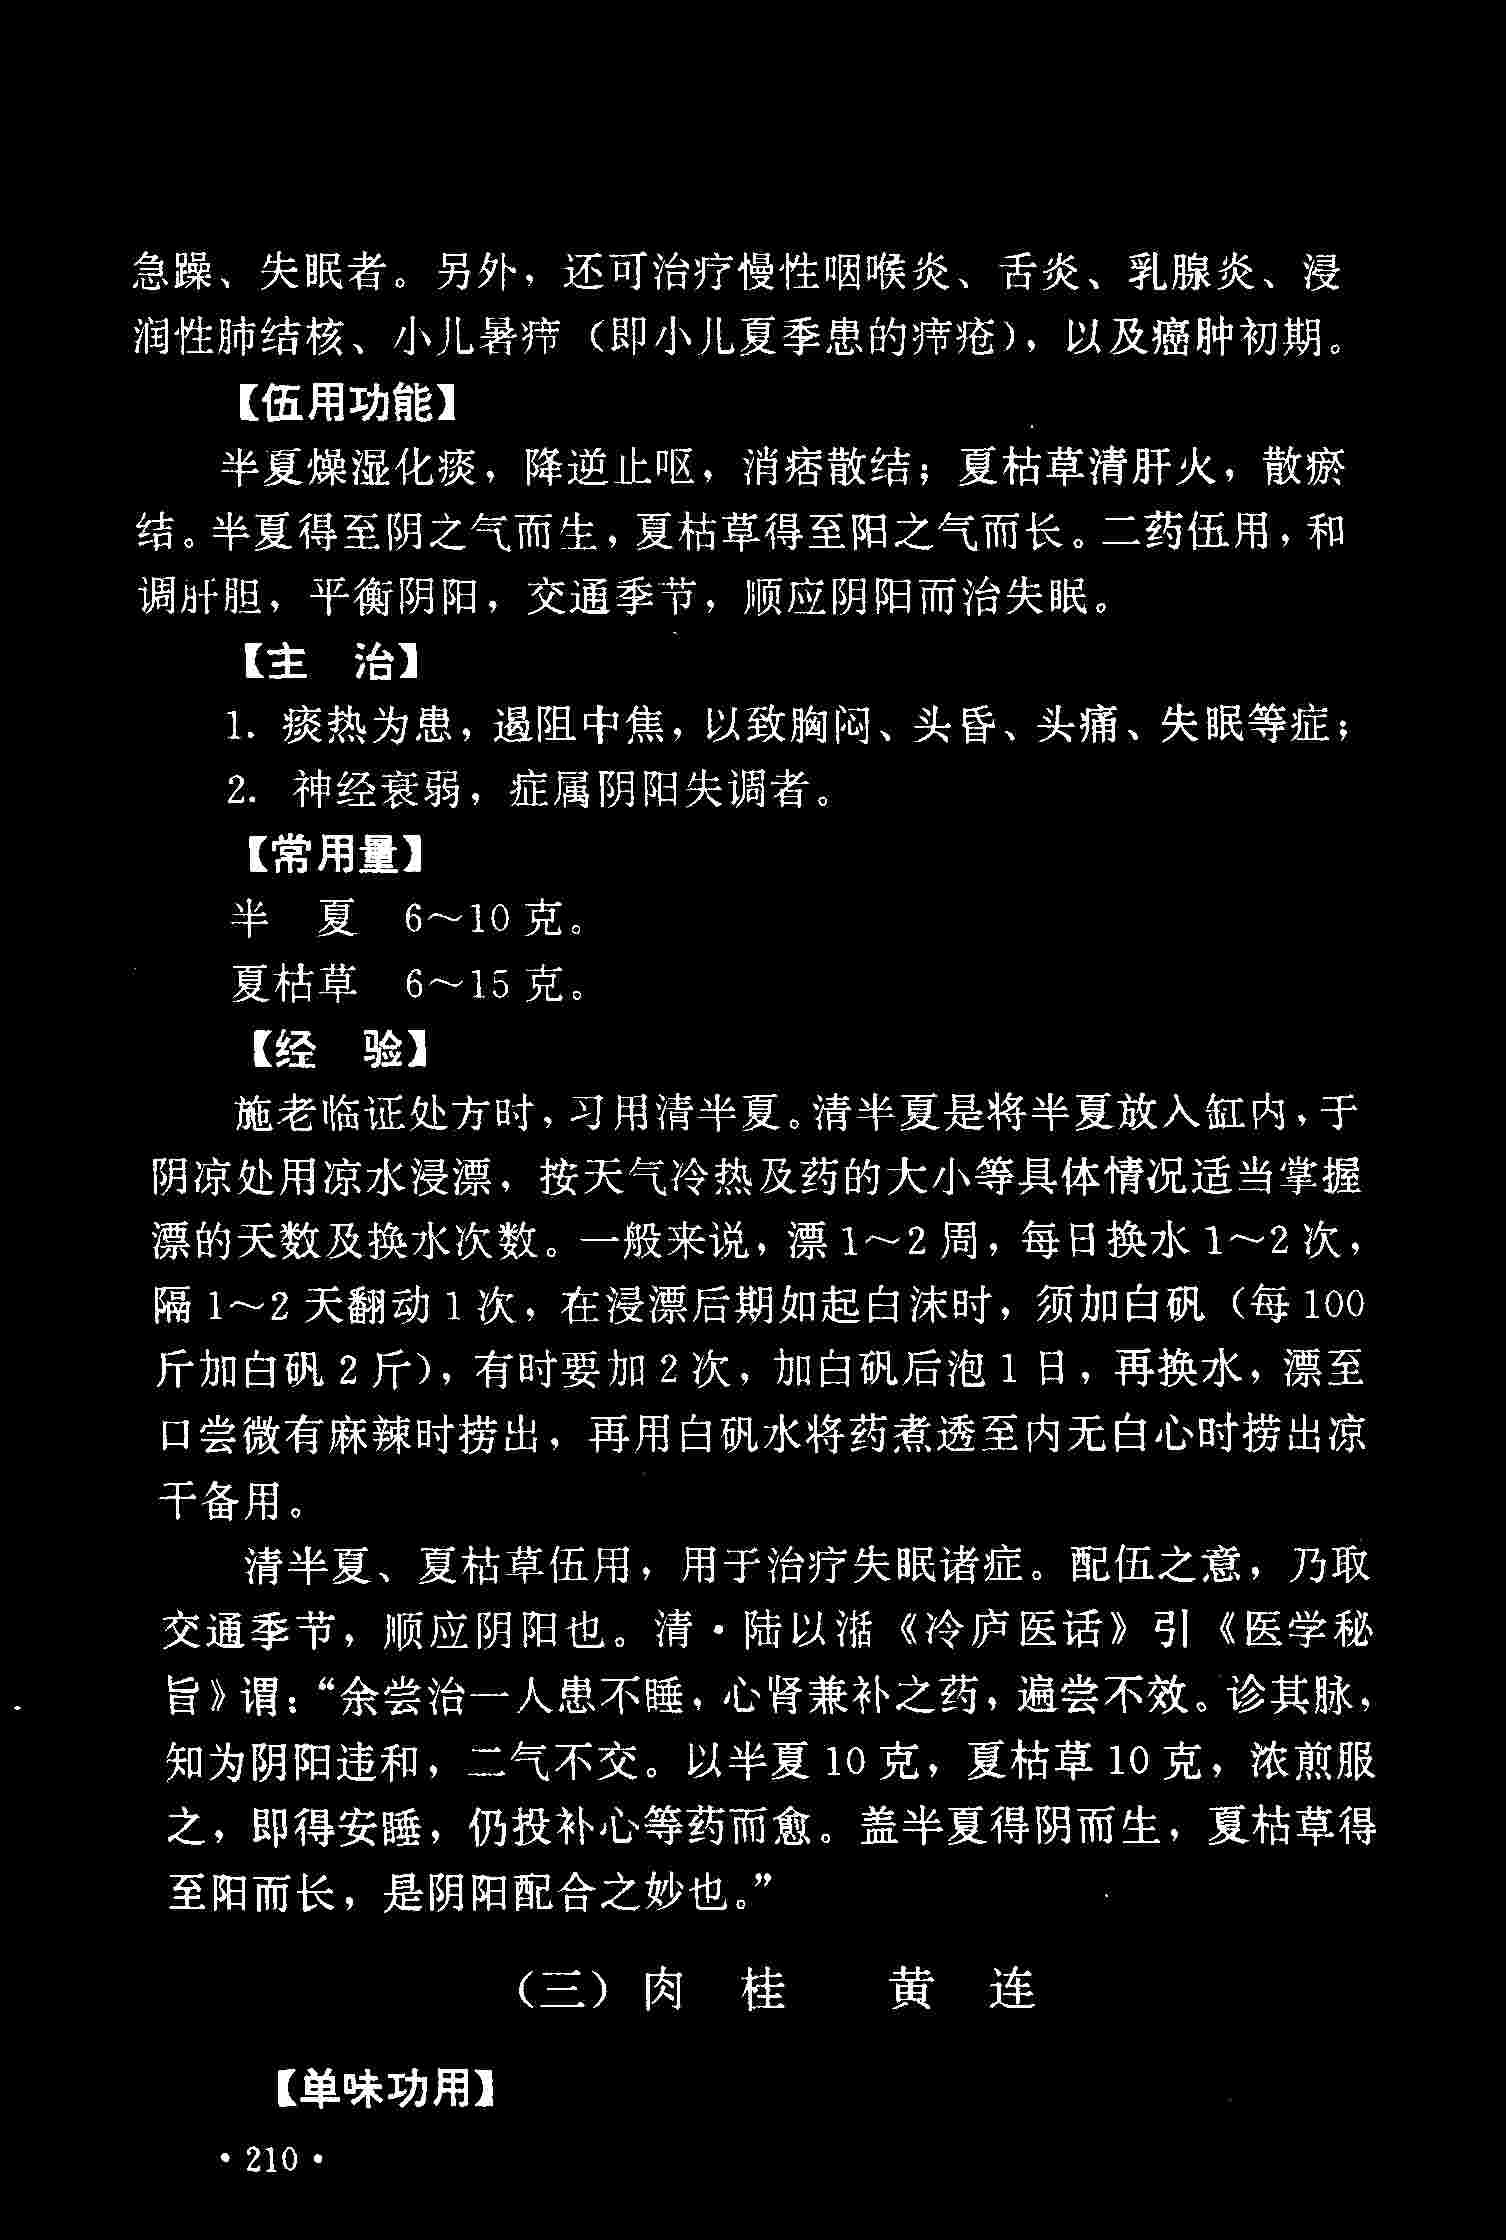 急躁、失眠者。另外，还可治疗慢性咽喉炎、舌炎、乳腺炎、浸
润性肺结核、小儿暑疖（即小儿夏季患的疖疮），以及癌肿初期。
【伍用功能】
半夏燥湿化痰，降逆止呕，消痞散结；夏枯草清肝火，散瘀
结。半夏得至阴之气而生，夏枯草得至阳之气而长。二药伍用，和
调肝胆，平衡阴阳，交通季节，顺应阴阳而治失眠。
【主　治】
1. 痰热为患，遏阻中焦，以致胸闷、头昏、头痛、失眠等症；
2. 神经衰弱，症属阴阳失调者。
【常用量】
半　夏　6～10 克。
夏枯草　6～15 克。
【经　验】
施老临证处方时，习用清半夏。清半夏是将半夏放入缸内，于
阴凉处用凉水浸漂，按天气冷热及药的大小等具体情况适当掌握
漂的天数及换水次数。一般来说，漂 1～2 周，每日换水 1～2 次，
隔 1～2 天翻动 1 次，在浸漂后期如起白沫时，须加白矾（每 100
斤加白矾 2 斤），有时要加 2 次，加白矾后泡 1 日，再换水，漂至
口尝微有麻辣时捞出，再用白矾水将药煮透至内无白心时捞出凉
干备用。
清半夏、夏枯草伍用，用于治疗失眠诸症。配伍之意，乃取
交通季节，顺应阴阳也。清·陆以湉《冷庐医话》引《医学秘
旨》谓：“余尝治一人患不睡，心肾兼补之药，遍尝不效。诊其脉，
知为阴阳违和，二气不交。以半夏 10 克，夏枯草 10 克，浓煎服
之，即得安睡，仍投补心等药而愈。盖半夏得阴而生，夏枯草得
至阳而长，是阴阳配合之妙也。”
（三）肉　桂　　黄　连
【单味功用】
· 210 ·